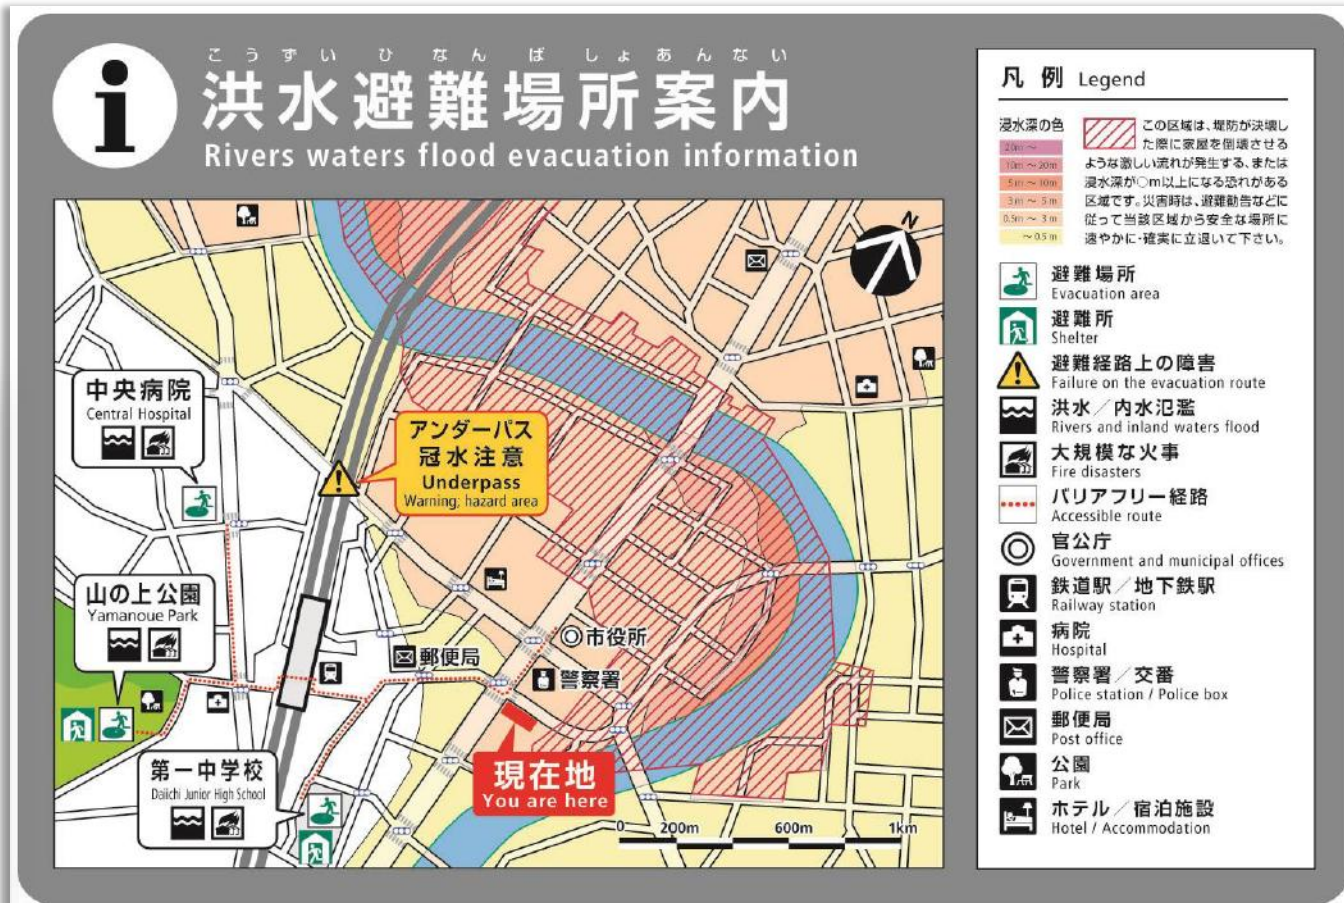 こうずいひなんばしょあんない
洪水避難場所案内
Rivers waters flood evacuation information
中央病院
Central Hospital
アンダーパス
冠水注意
Underpass
Warning; hazard area
山の上公園
Yamanoue Park
郵便局
市役所
警察署
第一中学校
Daiichi Junior High School
現在地
You are here
N
0 200m 600m 1km
凡例 Legend
浸水深の色
20m ～
10m ～ 20m
5m ～ 10m
3m ～ 5m
0.5m ～ 3m
～ 0.5m
この区域は、堤防が決壊し
た際に家屋を倒壊させる
ような激しい流れが発生する、または
浸水深が○m以上になる恐れがある
区域です。災害時は、避難勧告などに
従って当該区域から安全な場所に
速やかに・確実に立退いて下さい。
避難場所
Evacuation area
避難所
Shelter
避難経路上の障害
Failure on the evacuation route
洪水／内水氾濫
Rivers and inland waters flood
大規模な火事
Fire disasters
バリアフリー経路
Accessible route
官公庁
Government and municipal offices
鉄道駅／地下鉄駅
Railway station
病院
Hospital
警察署／交番
Police station / Police box
郵便局
Post office
公園
Park
ホテル／宿泊施設
Hotel / Accommodation